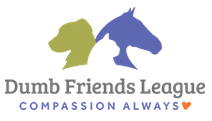 Dumb Friends League
COMPASSION ALWAYS